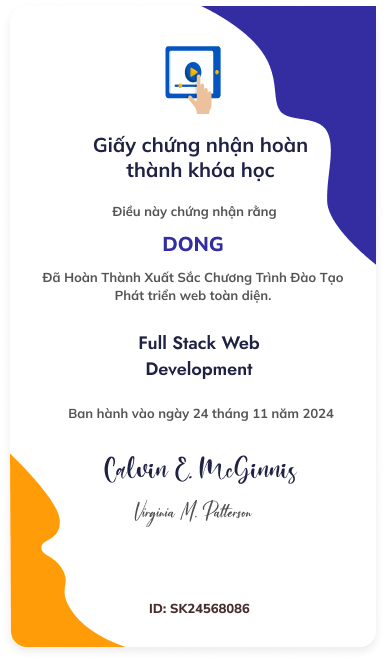 Giấy chứng nhận hoàn
thành khóa học
Điều này chứng nhận rằng
DONG
Đã Hoàn Thành Xuất Sắc Chương Trình Đào Tạo
Phát triển web toàn diện.
Full Stack Web
Development
Ban hành vào ngày 24 tháng 11 năm 2024
Calvin E. McGinnis
Virginia M. Patterson
ID: SK24568086